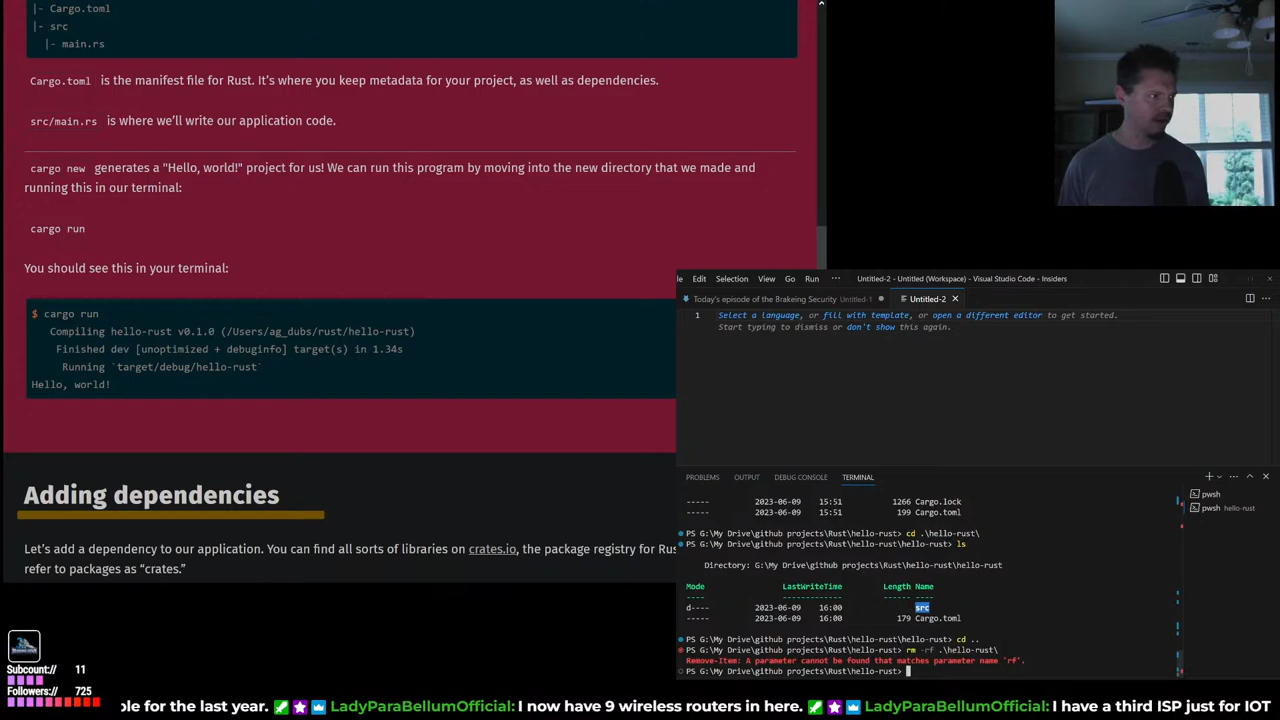 |- Cargo.toml
|- src
|- main.rs
Cargo.toml is the manifest file for Rust. It's where you keep metadata for your project, as well as dependencies.
src/main.rs is where we'll write our application code.
cargo new generates a "Hello, world!" project for us! We can run this program by moving into the new directory that we made and
running this in our terminal:
cargo run
You should see this in your terminal:
$ cargo run
Compiling hello-rust v0.1.0 (/Users/ag_dubs/rust/hello-rust)
Finished dev [unoptimized + debuginfo] target(s) in 1.34s
Running `target/debug/hello-rust`
Hello, world!
Adding dependencies
Let's add a dependency to our application. You can find all sorts of libraries on crates.io, the package registry for Rus
refer to packages as “crates.”
le Edit Selection View Go Run ··· Untitled-2 - Untitled (Workspace) - Visual Studio Code - Insiders
Today's episode of the Brakeing Security Untitled-1 Untitled-2
1 Select a language, or fill with template, or open a different editor to get started.
Start typing to dismiss or don't show this again.
PROBLEMS OUTPUT DEBUG CONSOLE TERMINAL
----- 2023-06-09 15:51 1266 Cargo.lock
----- 2023-06-09 15:51 199 Cargo.toml
PS G:\My Drive\github projects\Rust\hello-rust> cd .\hello-rust\
PS G:\My Drive\github projects\Rust\hello-rust\hello-rust> ls
Directory: G:\My Drive\github projects\Rust\hello-rust\hello-rust
Mode LastWriteTime Length Name
---- ------------- ------ ----
d---- 2023-06-09 16:00 src
----- 2023-06-09 16:00 179 Cargo.toml
PS G:\My Drive\github projects\Rust\hello-rust\hello-rust> cd ..
PS G:\My Drive\github projects\Rust\hello-rust> rm -rf .\hello-rust\
Remove-Item: A parameter cannot be found that matches parameter name 'rf'.
PS G:\My Drive\github projects\Rust\hello-rust>
pwsh
pwsh hello-rust
Subcount:// 11
Followers:// 725
ple for the last year. LadyParaBellumOfficial: I now have 9 wireless routers in here. LadyParaBellumOfficial: I have a third ISP just for IOT